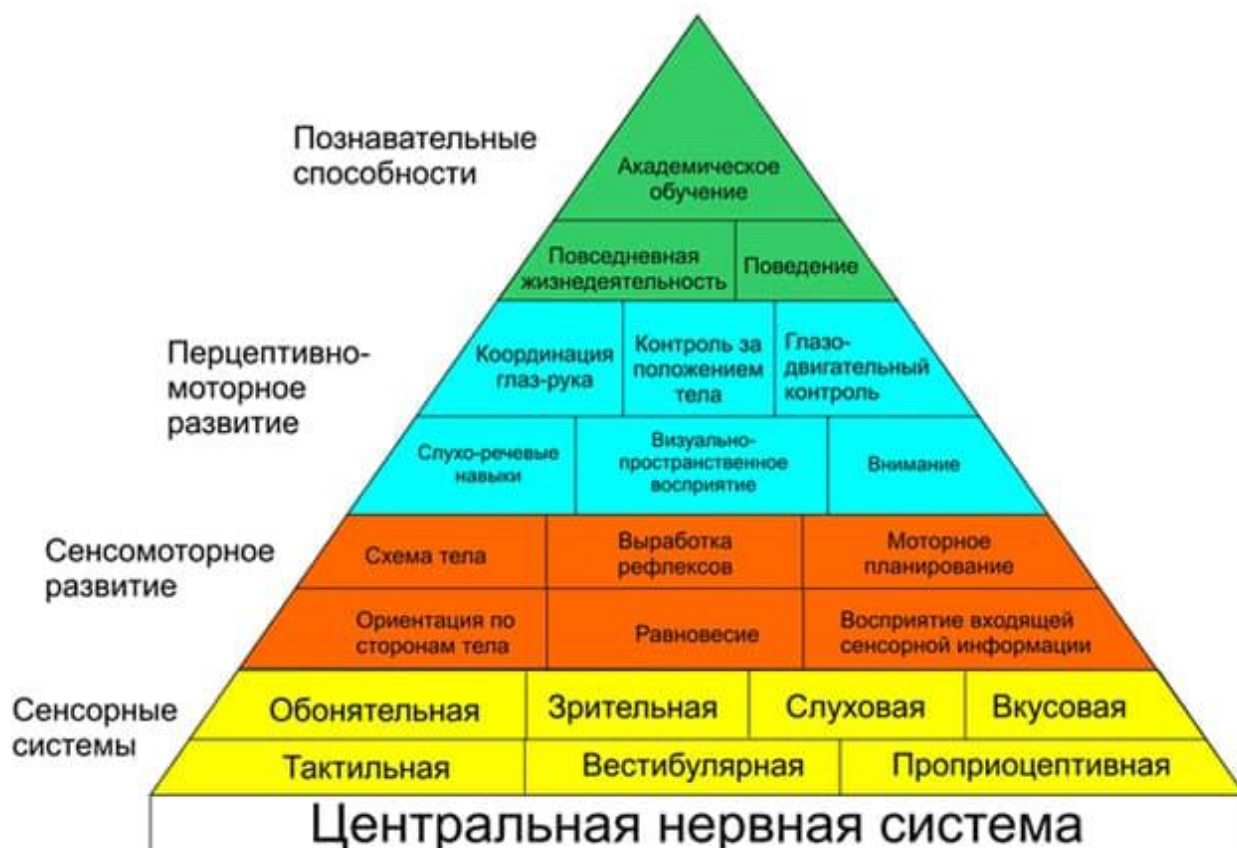 Познавательные
способности
Академическое
обучение
Повседневная
жизнедеятельность
Поведение
Перцептивно-
моторное
развитие
Координация
глаз-рука
Контроль за
положением
тела
Глазо-
двигательный
контроль
Слухо-речевые
навыки
Визуально-
пространственное
восприятие
Внимание
Сенсомоторное
развитие
Схема тела
Выработка
рефлексов
Моторное
планирование
Ориентация по
сторонам тела
Равновесие
Восприятие входящей
сенсорной информации
Сенсорные
системы
Обонятельная
Зрительная
Слуховая
Вкусовая
Тактильная
Вестибулярная
Проприоцептивная
Центральная нервная система